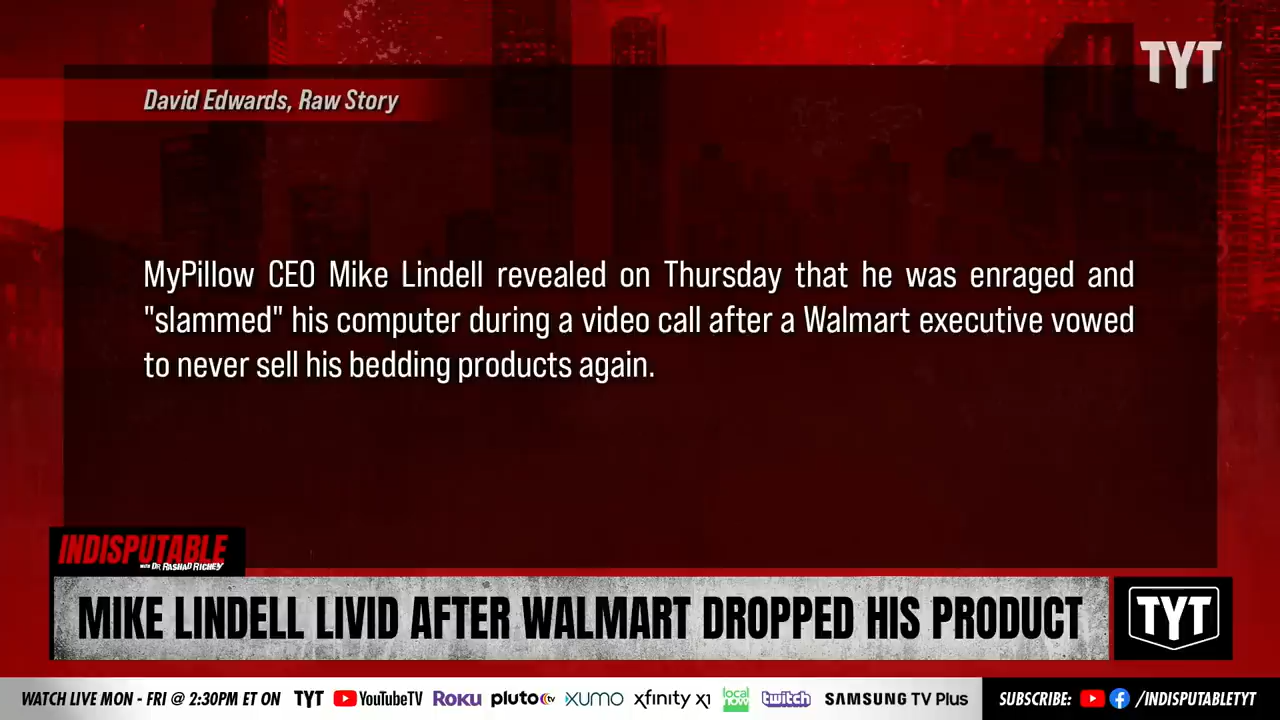 TYT
David Edwards, Raw Story
MyPillow CEO Mike Lindell revealed on Thursday that he was enraged and
"slammed" his computer during a video call after a Walmart executive vowed
to never sell his bedding products again.
INDISPUTABLE
WITH DR. RASHAD RICHEY
MIKE LINDELL LIVID AFTER WALMART DROPPED HIS PRODUCT
TYT
WATCH LIVE MON - FRI @ 2:30PM ET ON TYT YouTubeTV ROKU pluto tv XUMO xfinity x1 local now twitch SAMSUNG TV Plus SUBSCRIBE: /INDISPUTABLETYT